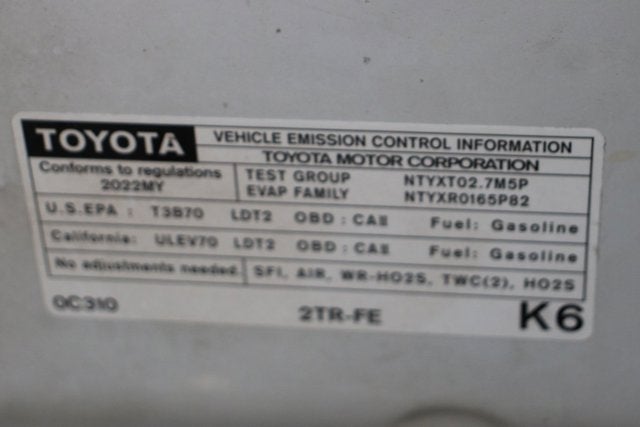 TOYOTA VEHICLE EMISSION CONTROL INFORMATION
TOYOTA MOTOR CORPORATION
Conforms to regulations
2022MY
TEST GROUP NTYXT02.7M5P
EVAP FAMILY NTYXR0165P82
U.S.EPA : T3B70 LDT2 OBD : CAII Fuel: Gasoline
California: ULEV70 LDT2 OBD : CAII Fuel: Gasoline
No adjustments needed. SFI, AIR, WR-HO2S, TWC(2), HO2S
0C310 2TR-FE K6